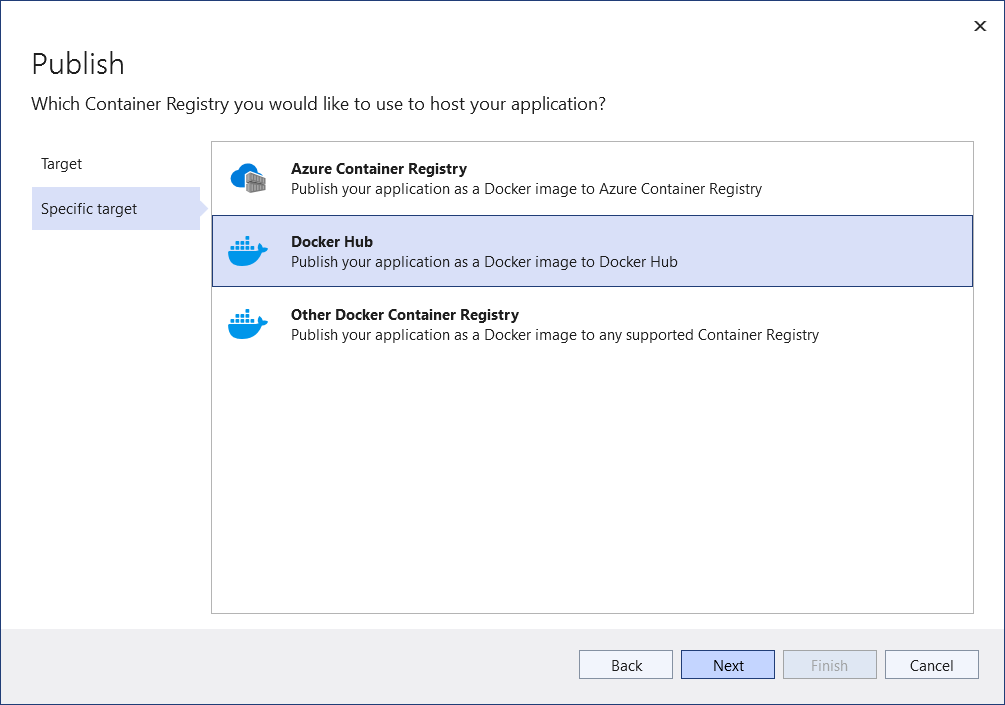 Publish
Which Container Registry you would like to use to host your application?
Target
Specific target
Azure Container Registry
Publish your application as a Docker image to Azure Container Registry
Docker Hub
Publish your application as a Docker image to Docker Hub
Other Docker Container Registry
Publish your application as a Docker image to any supported Container Registry
Back
Next
Finish
Cancel